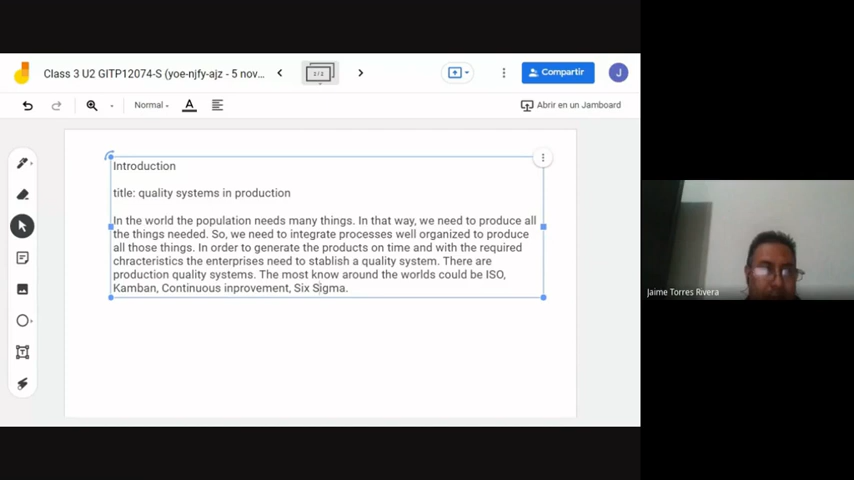 Class 3 U2 GITP12074-S (yoe-njfy-ajz - 5 nov...
1/2
Compartir
J
Normal
A
Abrir en un Jamboard
Introduction
title: quality systems in production
In the world the population needs many things. In that way, we need to produce all
the things needed. So, we need to integrate processes well organized to produce
all those things. In order to generate the products on time and with the required
chracteristics the enterprises need to stablish a quality system. There are
production quality systems. The most know around the worlds could be ISO,
Kamban, Continuous inprovement, Six Sigma.
Jaime Torres Rivera